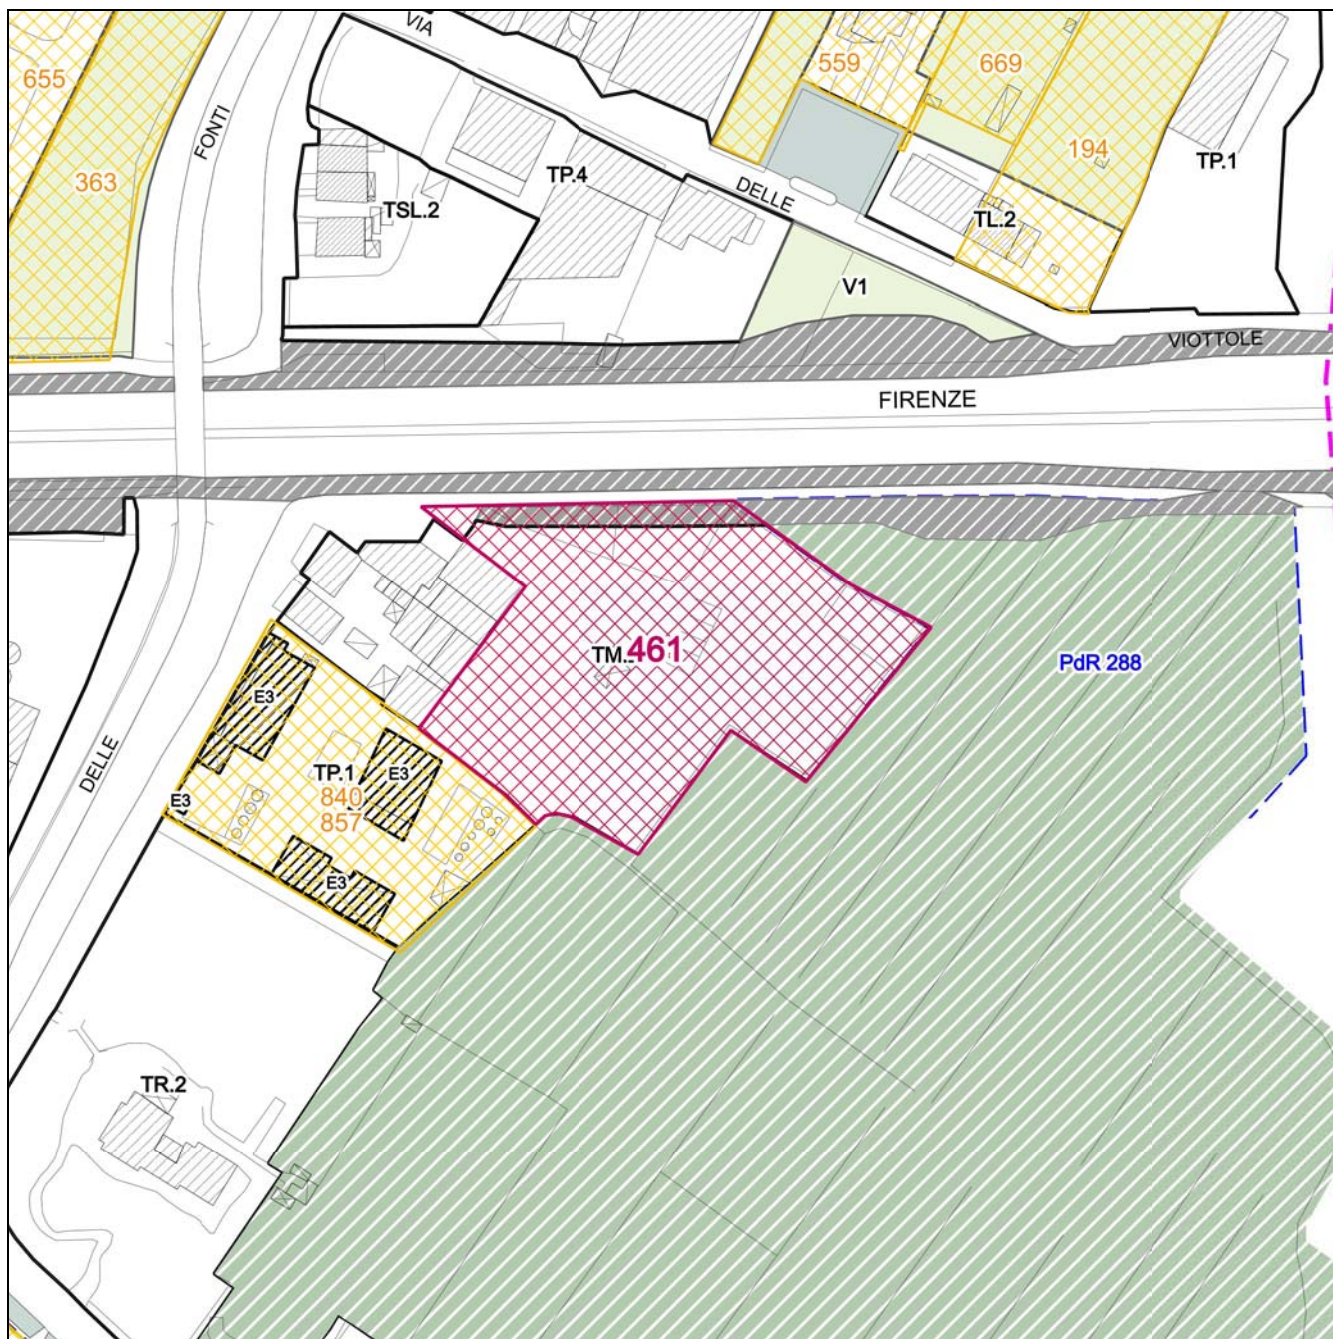 VIA
655
559
669
FONTI
363
TP.4
194
TP.1
DELLE
TSL.2
TL.2
V1
VIOTTOLE
FIRENZE
TM.
461
PdR 288
E3
DELLE
TP.1
E3
840
E3
857
E3
TR.2